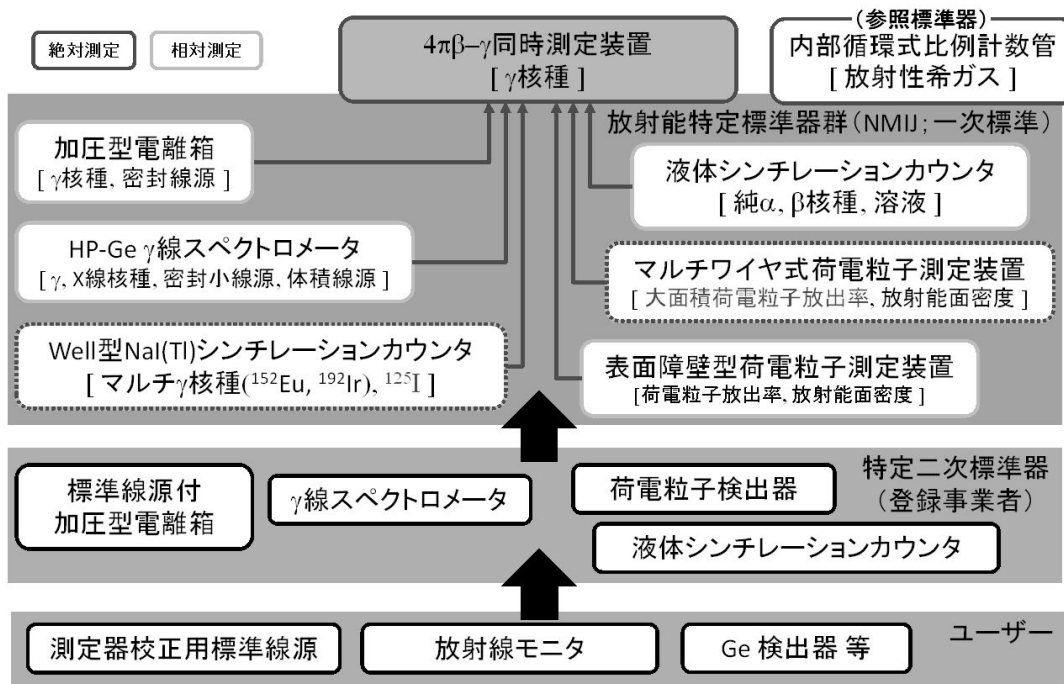 絶対測定
相対測定
4πβ–γ同時測定装置
[ γ核種 ]
(参照標準器)
内部循環式比例計数管
[ 放射性希ガス ]
放射能特定標準器群(NMIJ;一次標準)
加圧型電離箱
[ γ核種, 密封線源 ]
液体シンチレーションカウンタ
[ 純α, β核種, 溶液 ]
HP-Ge γ線スペクトロメータ
[ γ, X線核種, 密封小線源, 体積線源 ]
マルチワイヤ式荷電粒子測定装置
[ 大面積荷電粒子放出率, 放射能面密度 ]
Well型NaI(Tl)シンチレーションカウンタ
[ マルチγ核種(¹⁵²Eu, ¹⁹²Ir), ¹²⁵I ]
表面障壁型荷電粒子測定装置
[荷電粒子放出率, 放射能面密度 ]
特定二次標準器
(登録事業者)
標準線源付
加圧型電離箱
γ線スペクトロメータ
荷電粒子検出器
液体シンチレーションカウンタ
ユーザー
測定器校正用標準線源
放射線モニタ
Ge 検出器 等